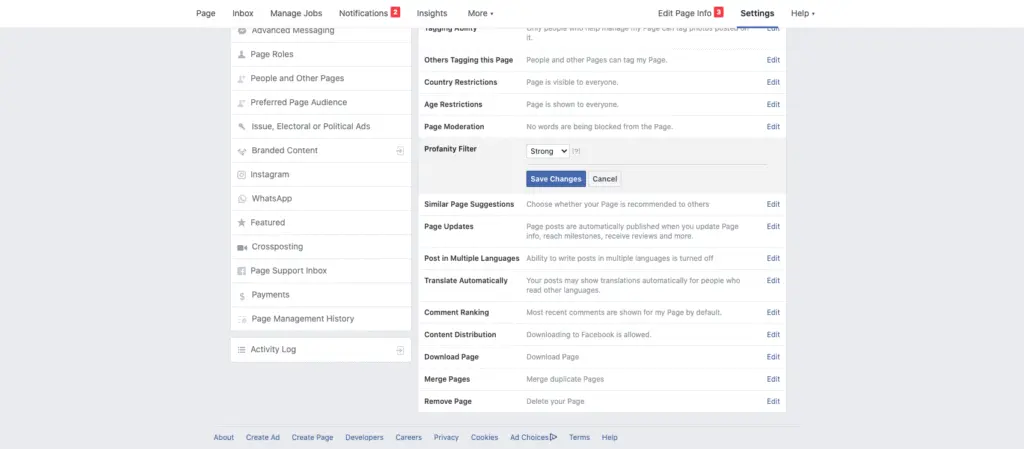 Page Inbox Manage Jobs Notifications 2 Insights More Edit Page Info 3 Settings Help
Advanced Messaging
Page Roles
People and Other Pages
Preferred Page Audience
Issue, Electoral or Political Ads
Branded Content
Instagram
WhatsApp
Featured
Crossposting
Page Support Inbox
Payments
Page Management History
Activity Log
Tagging Ability Only people who help manage my Page can tag photos posted on Edit
it.
Others Tagging this Page People and other Pages can tag my Page. Edit
Country Restrictions Page is visible to everyone. Edit
Age Restrictions Page is shown to everyone. Edit
Page Moderation No words are being blocked from the Page. Edit
Profanity Filter Strong [?]
Save Changes Cancel
Similar Page Suggestions Choose whether your Page is recommended to others Edit
Page Updates Page posts are automatically published when you update Page Edit
info, reach milestones, receive reviews and more.
Post in Multiple Languages Ability to write posts in multiple languages is turned off Edit
Translate Automatically Your posts may show translations automatically for people who Edit
read other languages.
Comment Ranking Most recent comments are shown for my Page by default. Edit
Content Distribution Downloading to Facebook is allowed. Edit
Download Page Download Page Edit
Merge Pages Merge duplicate Pages Edit
Remove Page Delete your Page Edit
About Create Ad Create Page Developers Careers Privacy Cookies Ad Choices Terms Help